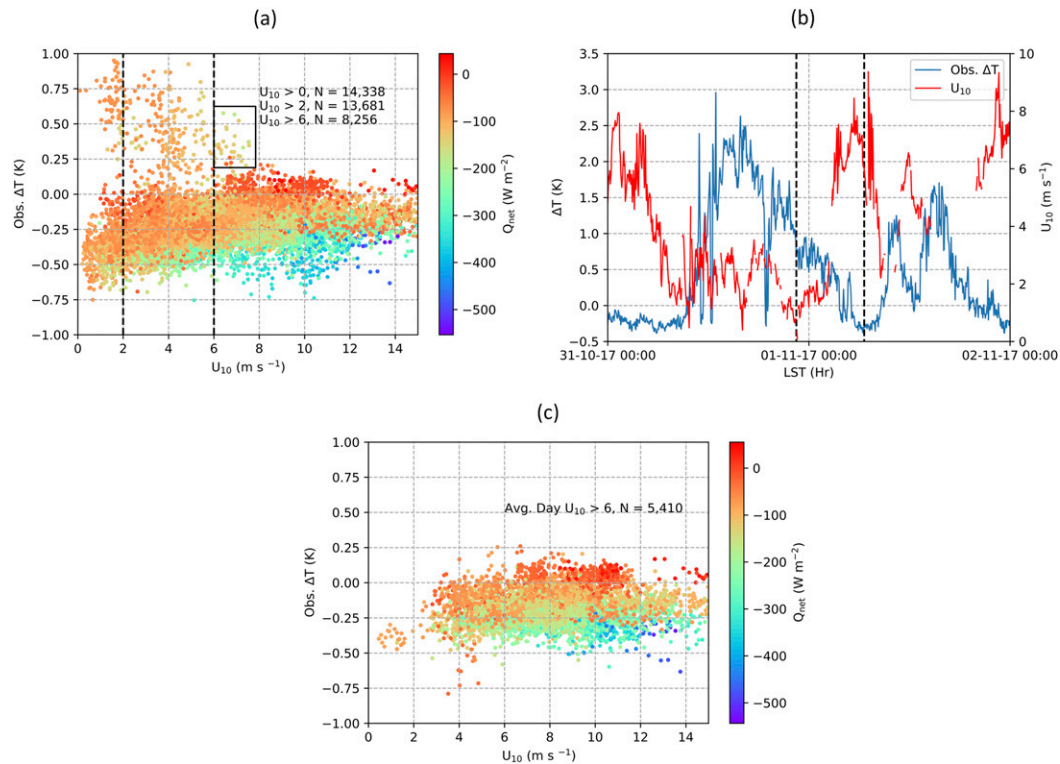 (a)
1.00
0.75
0.50
0.25
0.00
−0.25
−0.50
−0.75
−1.00
Obs. ΔT (K)
0 2 4 6 8 10 12 14
U10 (m s −1)
U10 > 0, N = 14,338
U10 > 2, N = 13,681
U10 > 6, N = 8,256
0
−100
−200
−300
−400
−500
Qnet (W m−2)
(b)
3.5
3.0
2.5
2.0
1.5
1.0
0.5
0.0
−0.5
ΔT (K)
Obs. ΔT
U10
10
8
6
4
2
0
U10 (m s−1)
31-10-17 00:00 01-11-17 00:00 02-11-17 00:00
LST (Hr)
(c)
1.00
0.75
0.50
0.25
0.00
−0.25
−0.50
−0.75
−1.00
Obs. ΔT (K)
Avg. Day U10 > 6, N = 5,410
0 2 4 6 8 10 12 14
U10 (m s −1)
0
−100
−200
−300
−400
−500
Qnet (W m−2)